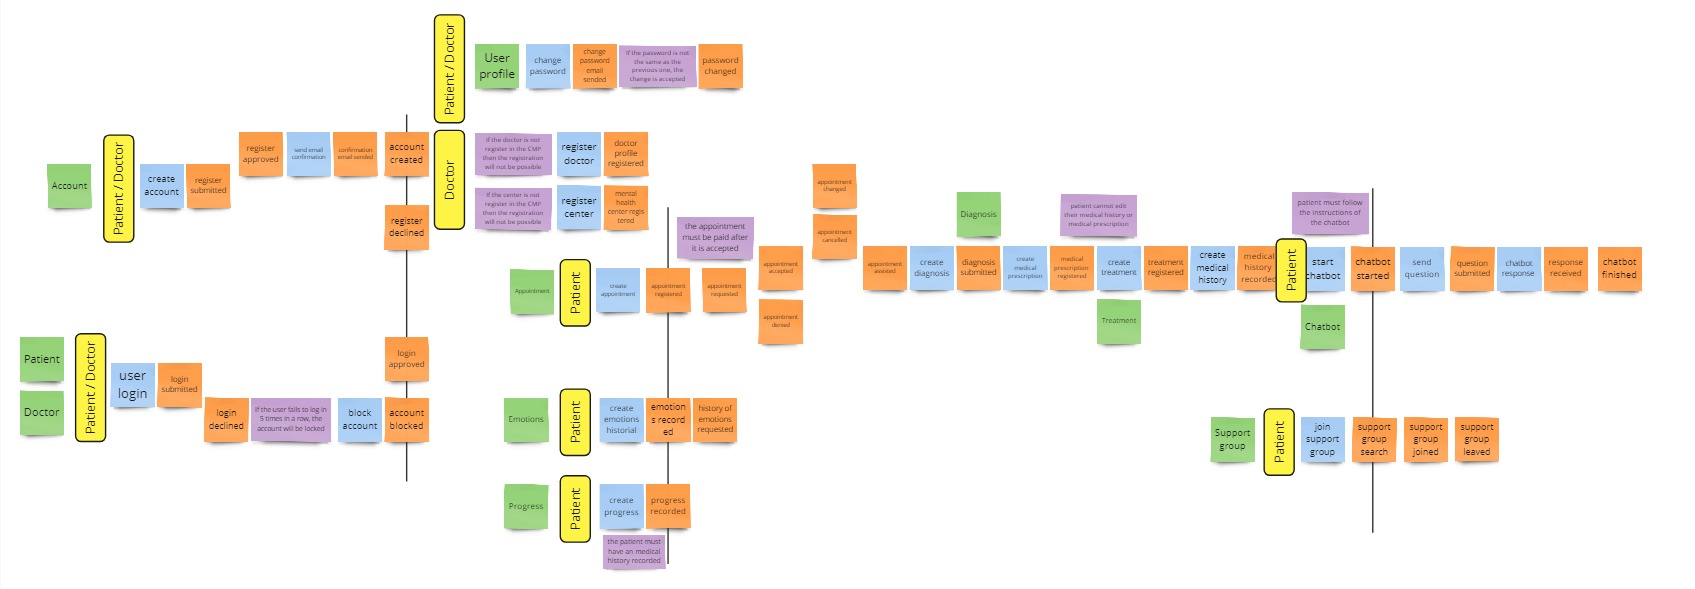 Patient / Doctor
User
profile
change
password
change
password
email
sended
If the password is not
the same as the
previous one, the
change is accepted
password
changed
Account
Patient / Doctor
create
account
register
submitted
register
approved
send email
confirmation
confirmation
email sended
account
created
register
declined
Doctor
if the doctor is not
register in the CMP
then the registration
will not be possible
register
doctor
doctor
profile
registered
If the center is not
register in the CMP
then the registration
will not be possible
register
center
mental
health
center regis
tered
Patient
Doctor
Patient / Doctor
user
login
login
submitted
login
declined
If the user fails to log in
5 times in a row, the
account will be locked
block
account
account
blocked
login
approved
the appointment
must be paid after
it is accepted
Appointment
Patient
create
appointment
appointment
registered
appointment
requested
appointment
accepted
appointment
denied
appointment
changed
appointment
cancelled
Emotions
Patient
create
emotions
historial
emotion
s record
ed
history of
emotions
requested
Progress
Patient
create
progress
progress
recorded
the patient must
have an medical
history recorded
appointment
assisted
create
diagnosis
Diagnosis
diagnosis
submitted
create
medical
prescription
patient cannot edit
their medical history or
medical prescription
medical
prescription
registered
create
treatment
Treatment
treatment
registered
create
medical
history
medical
history
recorded
Patient
patient must follow
the instructions of
the chatbot
start
chatbot
Chatbot
chatbot
started
send
question
question
submitted
chatbot
response
response
received
chatbot
finished
Support
group
Patient
join
support
group
support
group
search
support
group
joined
support
group
leaved